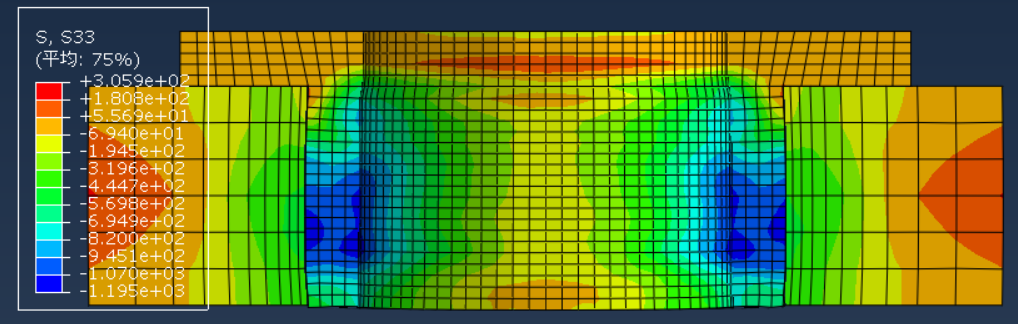 S, S33
(平均: 75%)
+3.059e+02
+1.808e+02
+5.569e+01
-6.940e+01
-1.945e+02
-3.196e+02
-4.447e+02
-5.698e+02
-6.949e+02
-8.200e+02
-9.451e+02
-1.070e+03
-1.195e+03